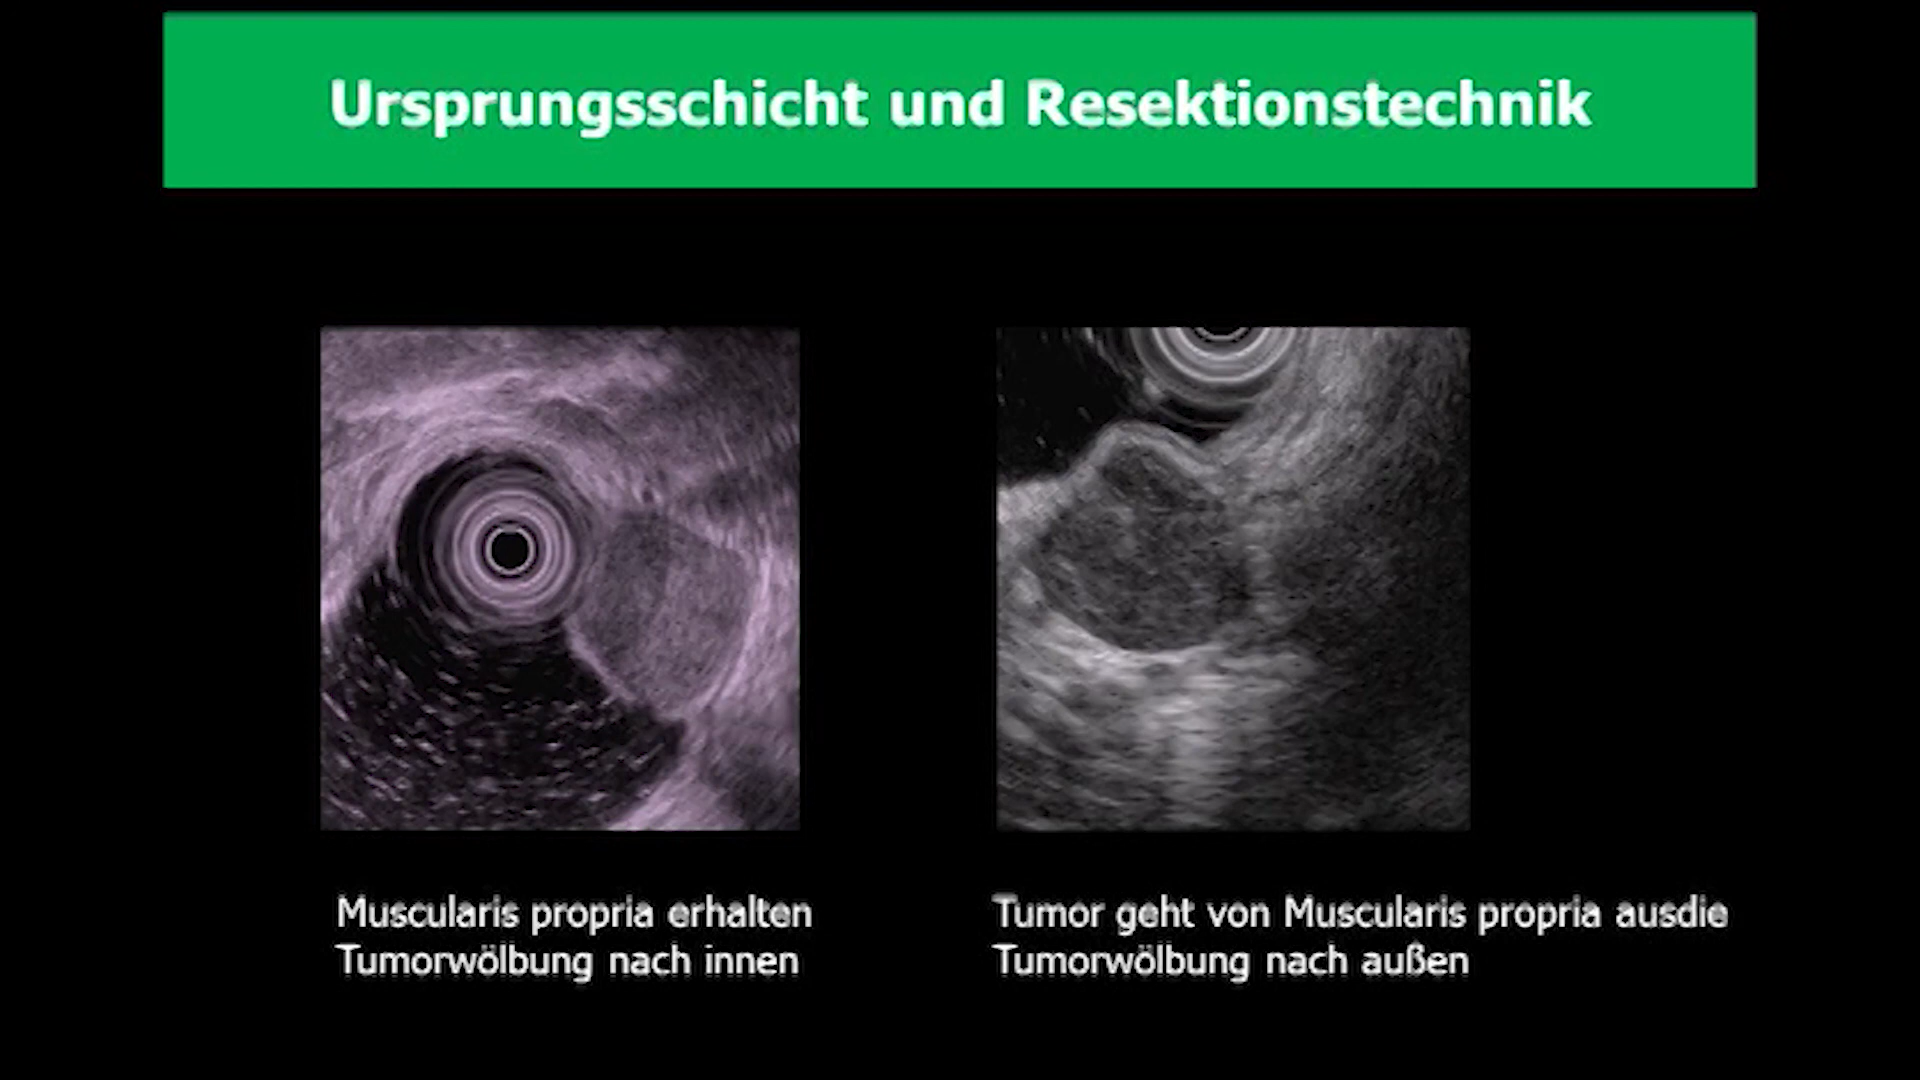 Ursprungsschicht und Resektionstechnik
Muscularis propria erhalten
Tumorwölbung nach innen
Tumor geht von Muscularis propria ausdie
Tumorwölbung nach außen